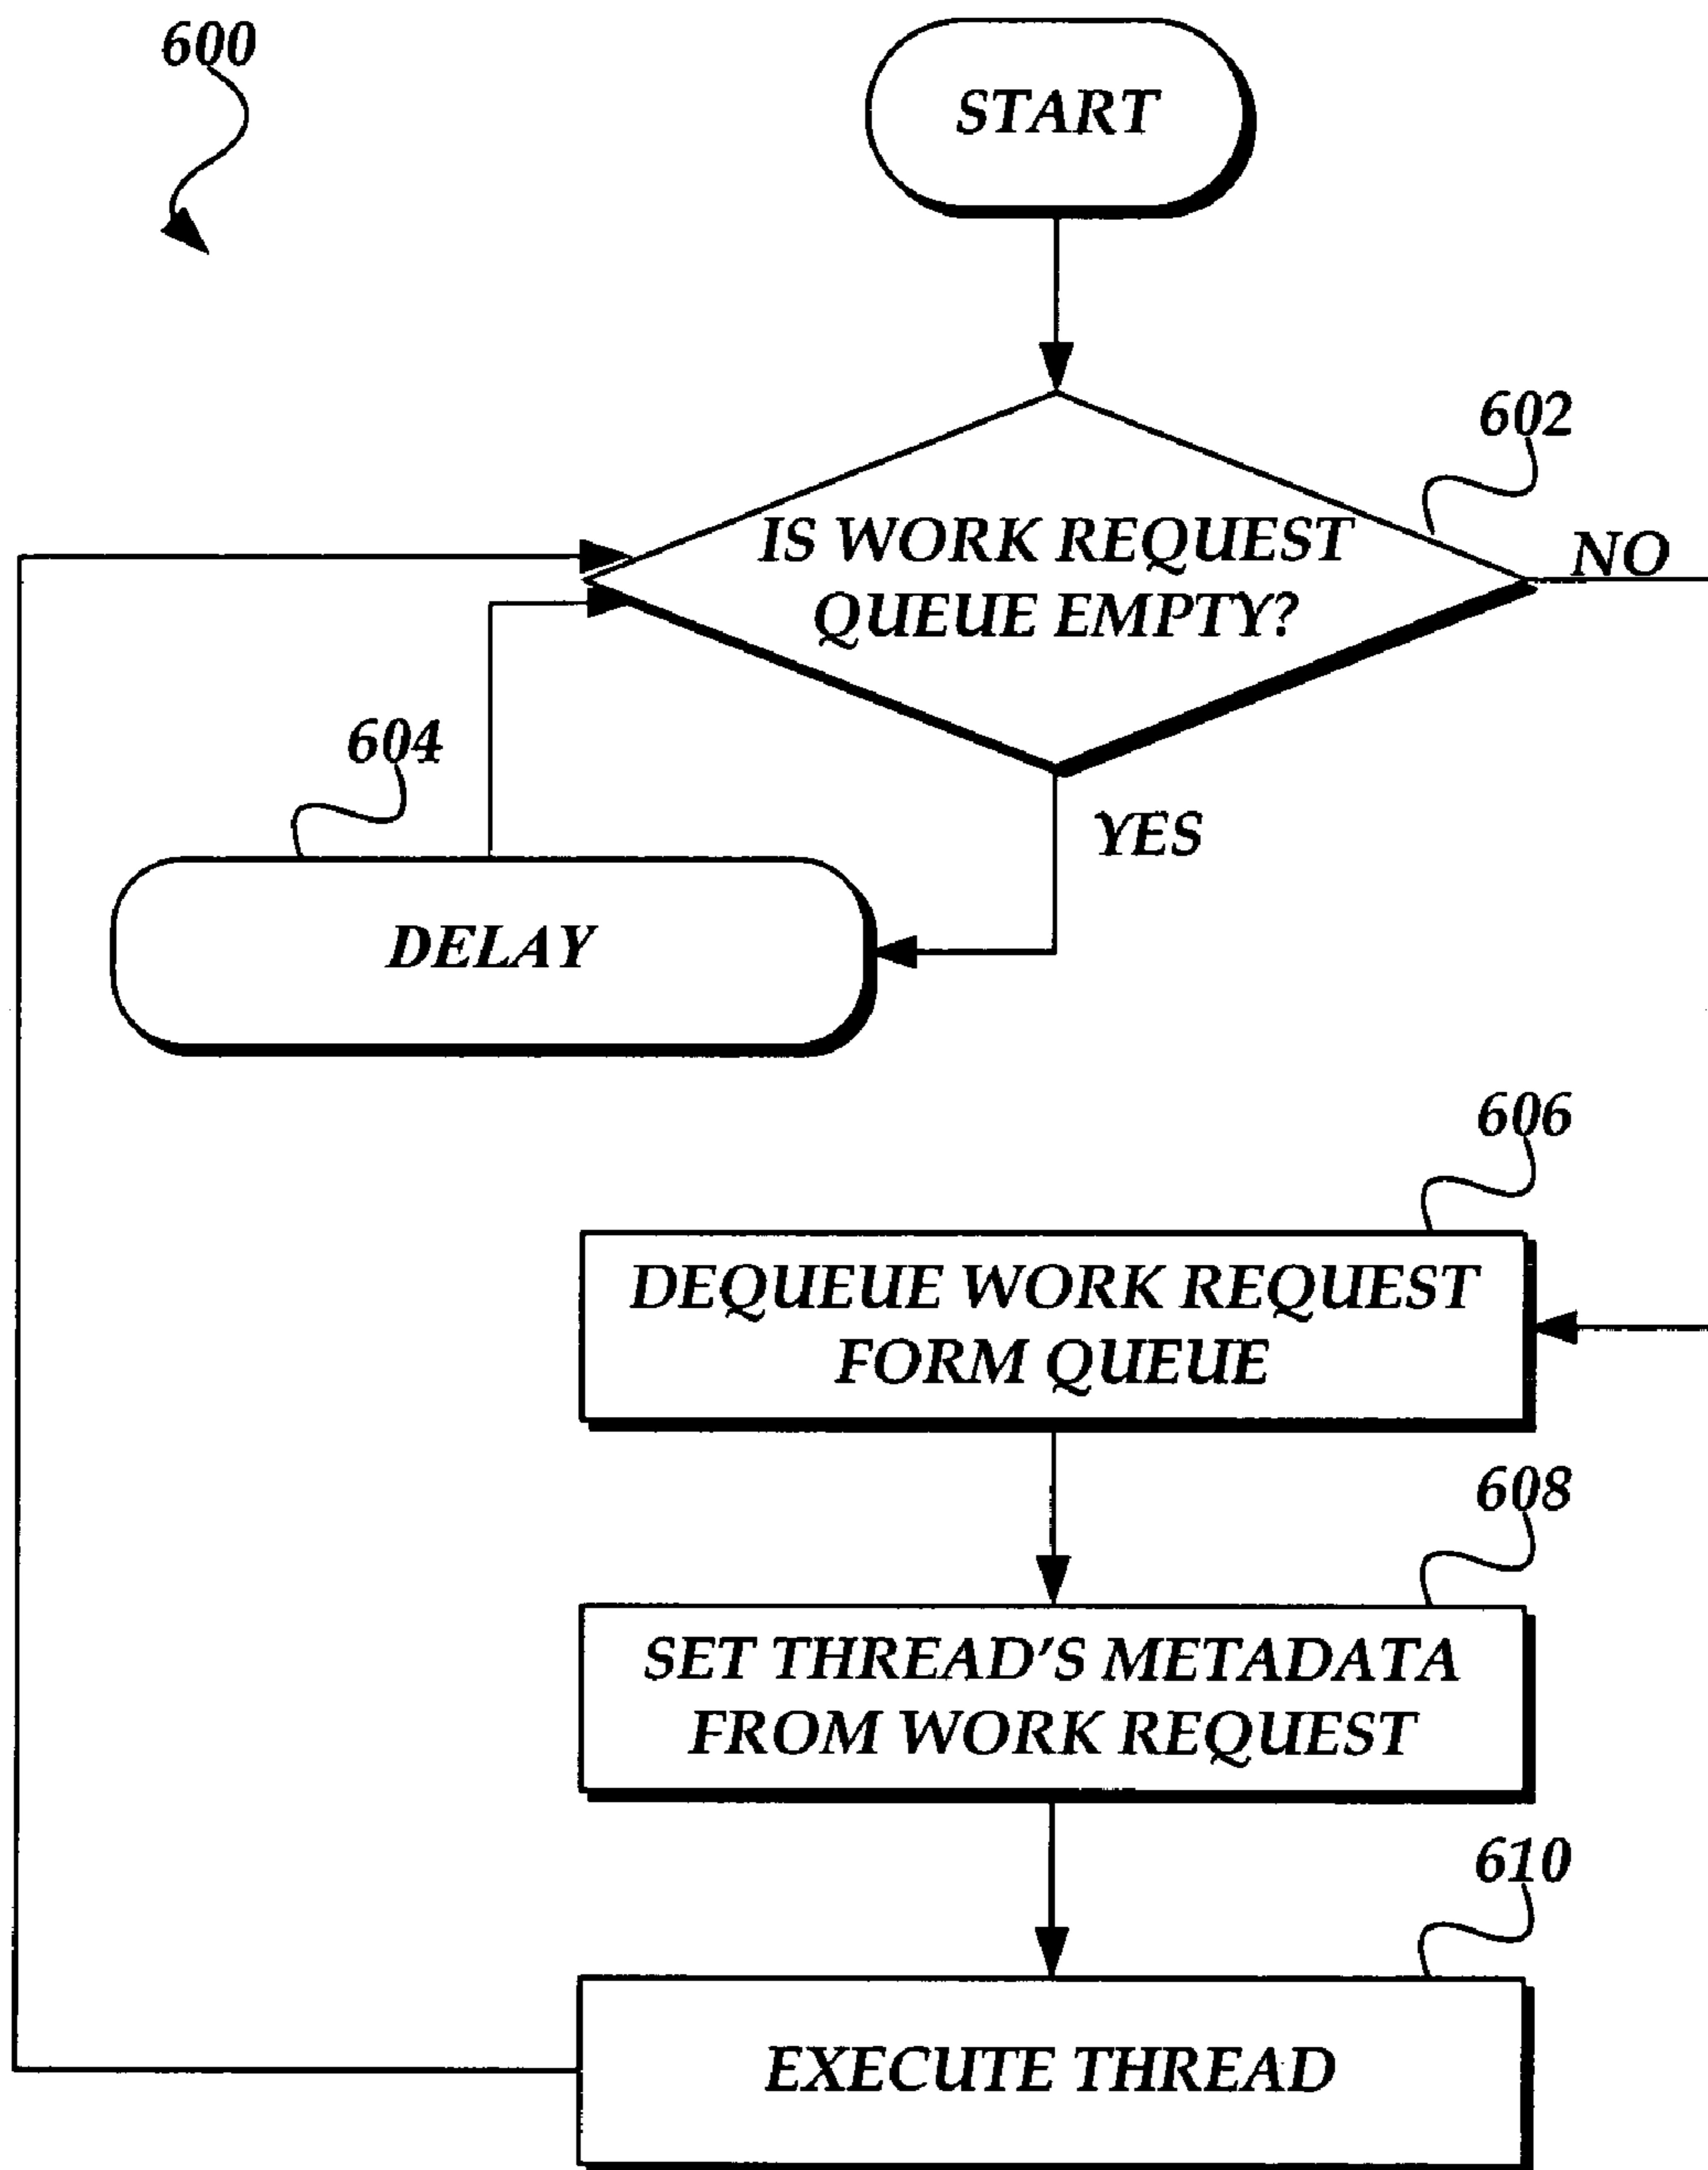 600
START
602
IS WORK REQUEST
QUEUE EMPTY?
NO
604
YES
DELAY
606
DEQUEUE WORK REQUEST
FORM QUEUE
608
SET THREAD'S METADATA
FROM WORK REQUEST
610
EXECUTE THREAD